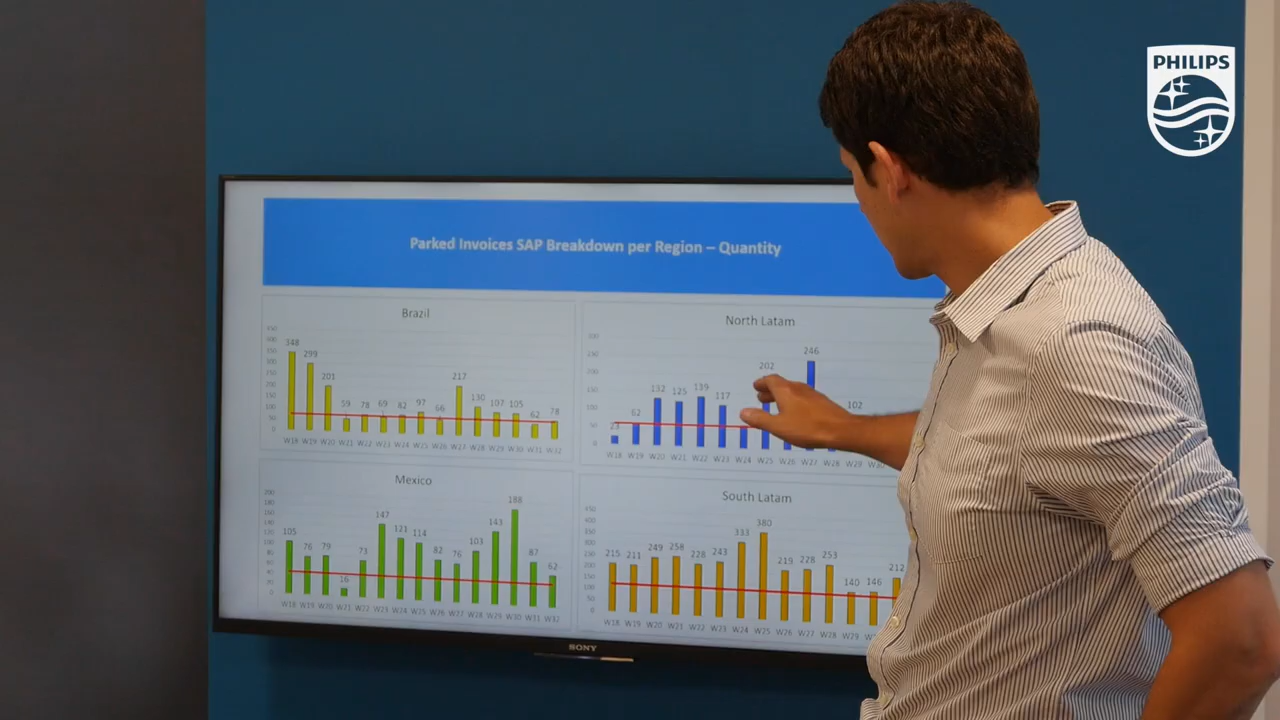 PHILIPS
Parked Invoices SAP Breakdown per Region – Quantity
Brazil
348 299 201 59 78 69 82 97 66 217 130 107 105 62 78
W18 W19 W20 W21 W22 W23 W24 W25 W26 W27 W28 W29 W30 W31 W32
North Latam
62 132 125 139 117 202 246 102
W18 W19 W20 W21 W22 W23 W24 W25 W26 W27 W28 W29
Mexico
105 76 79 16 73 147 121 114 82 76 103 143 188 87 62
W18 W19 W20 W21 W22 W23 W24 W25 W26 W27 W28 W29 W30 W31 W32
South Latam
215 211 249 258 228 243 333 380 219 228 253 140 146 212
W18 W19 W20 W21 W22 W23 W24 W25 W26 W27 W28 W29
SONY